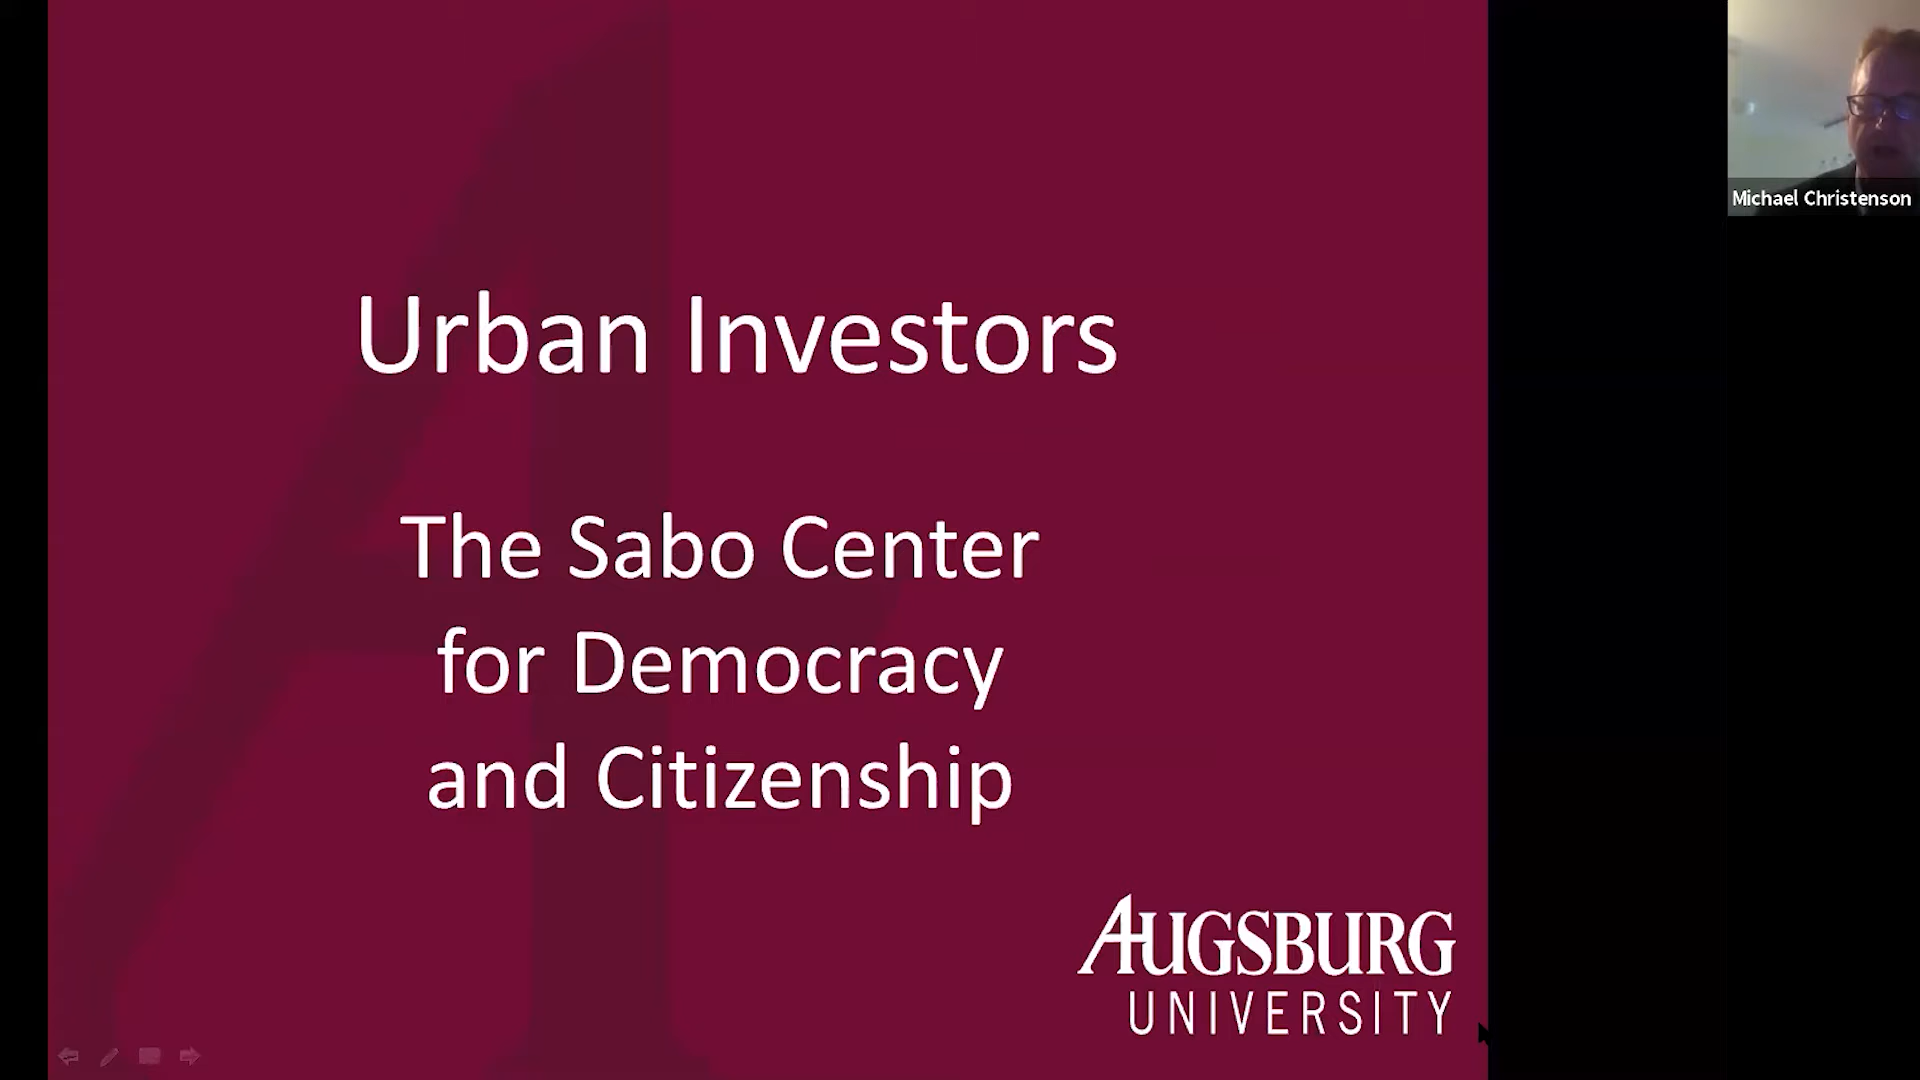 Urban Investors
The Sabo Center
for Democracy
and Citizenship
AUGSBURG
UNIVERSITY
Michael Christenson